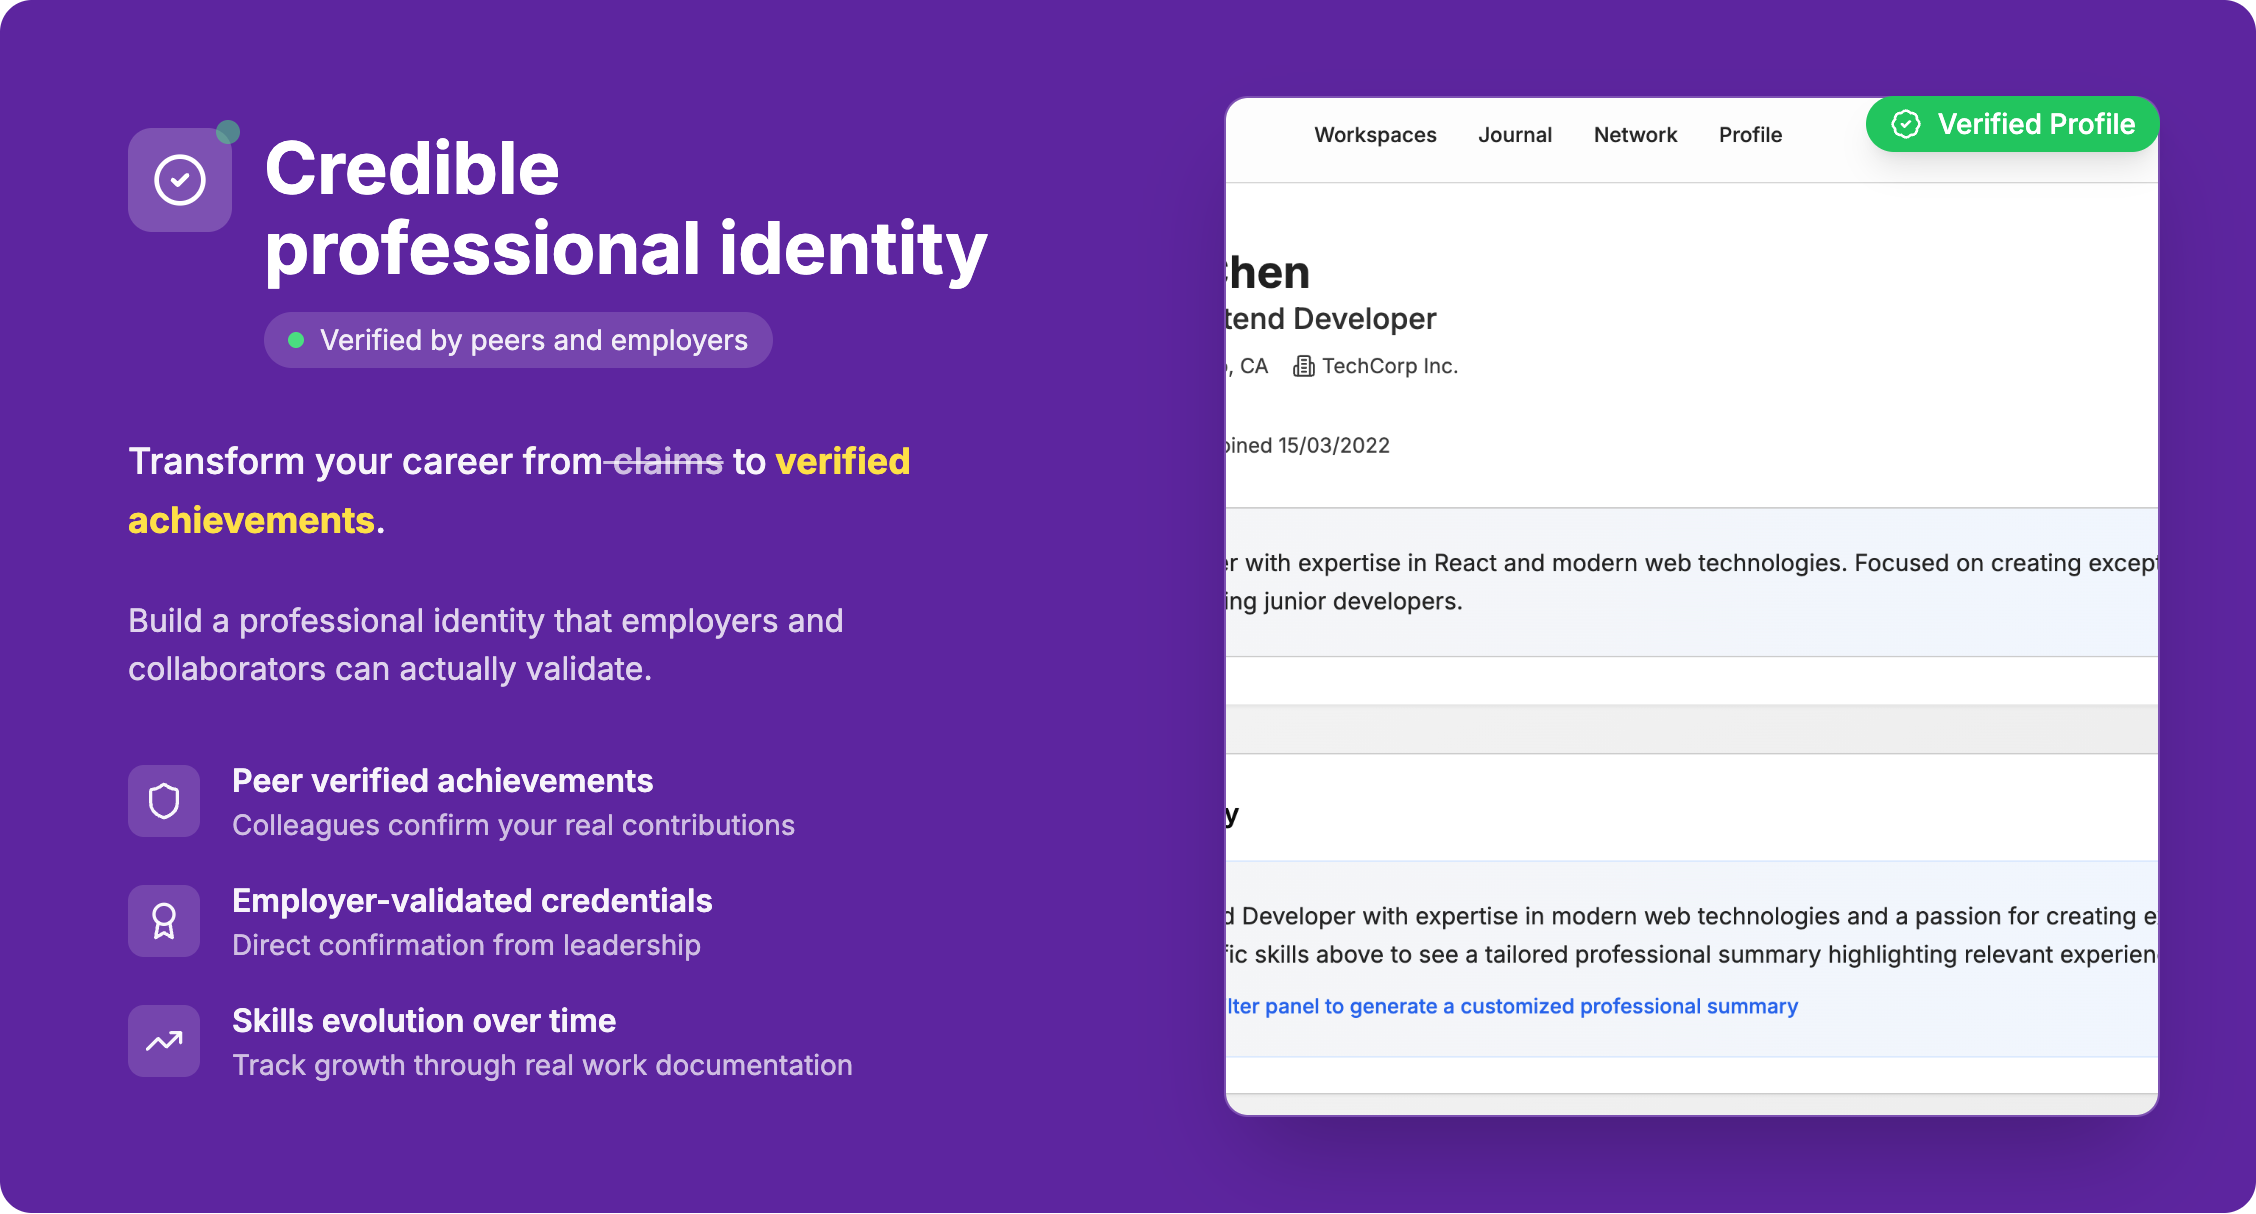 Credible
professional identity
Verified by peers and employers
Transform your career from claims to verified
achievements.
Build a professional identity that employers and
collaborators can actually validate.
Peer verified achievements
Colleagues confirm your real contributions
Employer-validated credentials
Direct confirmation from leadership
Skills evolution over time
Track growth through real work documentation
Workspaces Journal Network Profile
Verified Profile
hen
tend Developer
, CA TechCorp Inc.
ined 15/03/2022
r with expertise in React and modern web technologies. Focused on creating excep
ing junior developers.
y
d Developer with expertise in modern web technologies and a passion for creating e
fic skills above to see a tailored professional summary highlighting relevant experien
lter panel to generate a customized professional summary